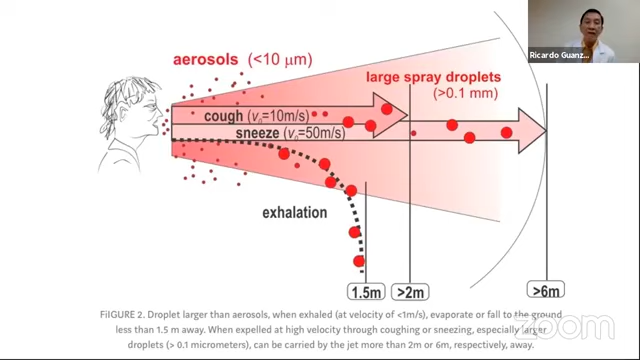 Ricardo Guanz...
aerosols (<10 µm)
large spray droplets
(>0.1 mm)
cough (v₀=10m/s)
sneeze (v₀=50m/s)
exhalation
1.5m
>2m
>6m
FIIGURE 2. Droplet larger than aerosols, when exhaled (at velocity of <1m/s), evaporate or fall to the ground
less than 1.5 m away. When expelled at high velocity through coughing or sneezing, especially larger
droplets (> 0.1 micrometers), can be carried by the jet more than 2m or 6m, respectively, away.
zoom